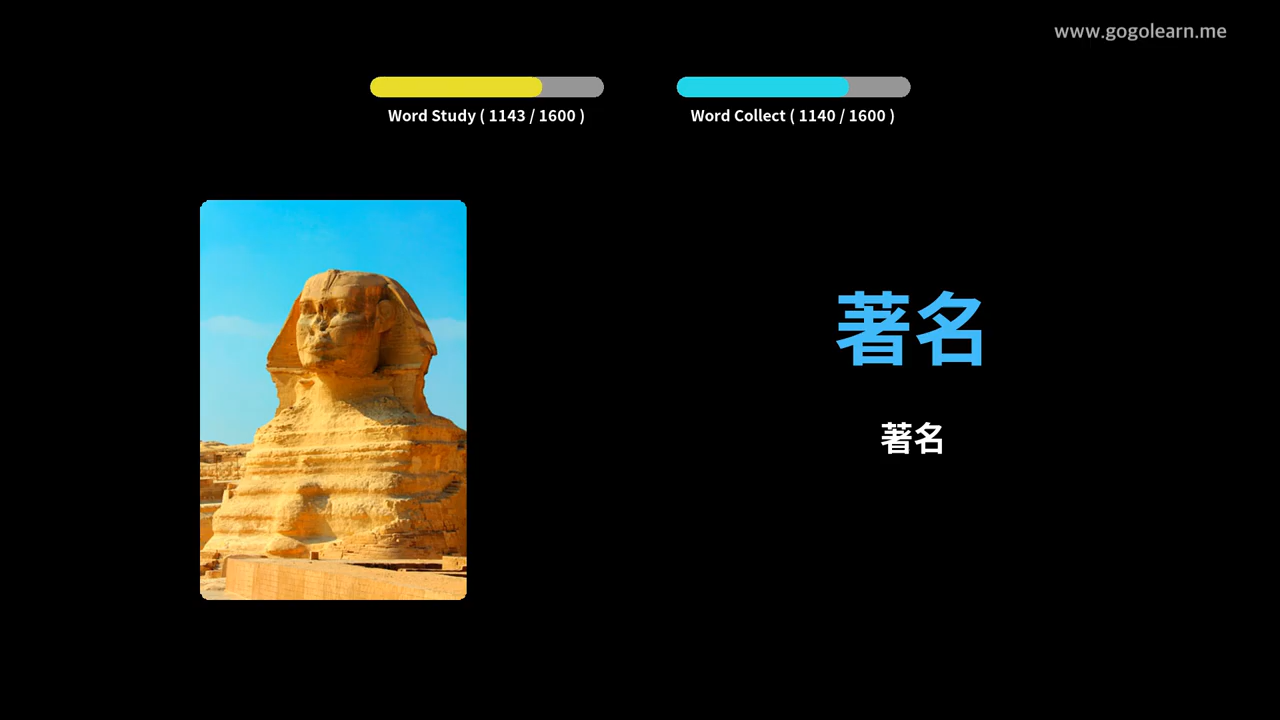 www.gogolearn.me
Word Study ( 1143 / 1600 )
Word Collect ( 1140 / 1600 )
著名
著名